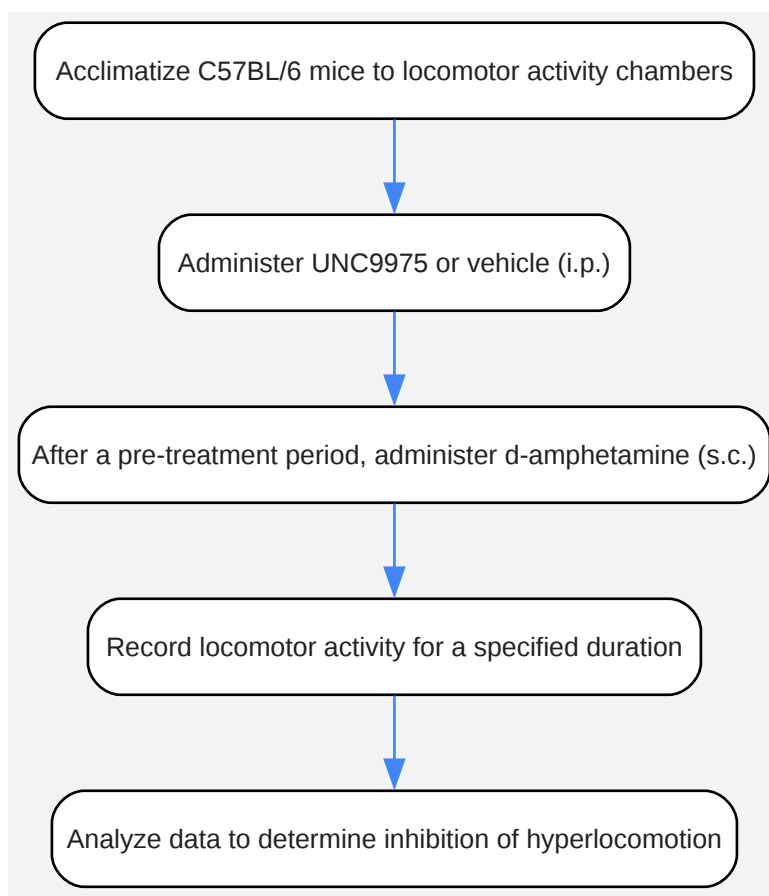 Acclimatize C57BL/6 mice to locomotor activity chambers
Administer UNC9975 or vehicle (i.p.)
After a pre-treatment period, administer d-amphetamine (s.c.)
Record locomotor activity for a specified duration
Analyze data to determine inhibition of hyperlocomotion